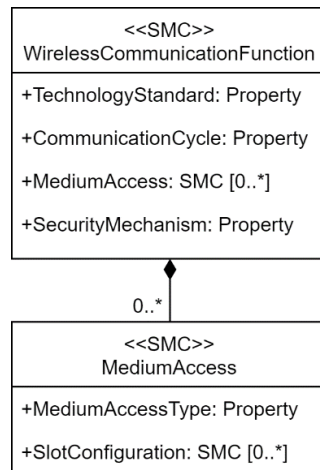 <<SMC>>
WirelessCommunicationFunction
+TechnologyStandard: Property
+CommunicationCycle: Property
+MediumAccess: SMC [0..*]
+SecurityMechanism: Property
0..*
<<SMC>>
MediumAccess
+MediumAccessType: Property
+SlotConfiguration: SMC [0..*]